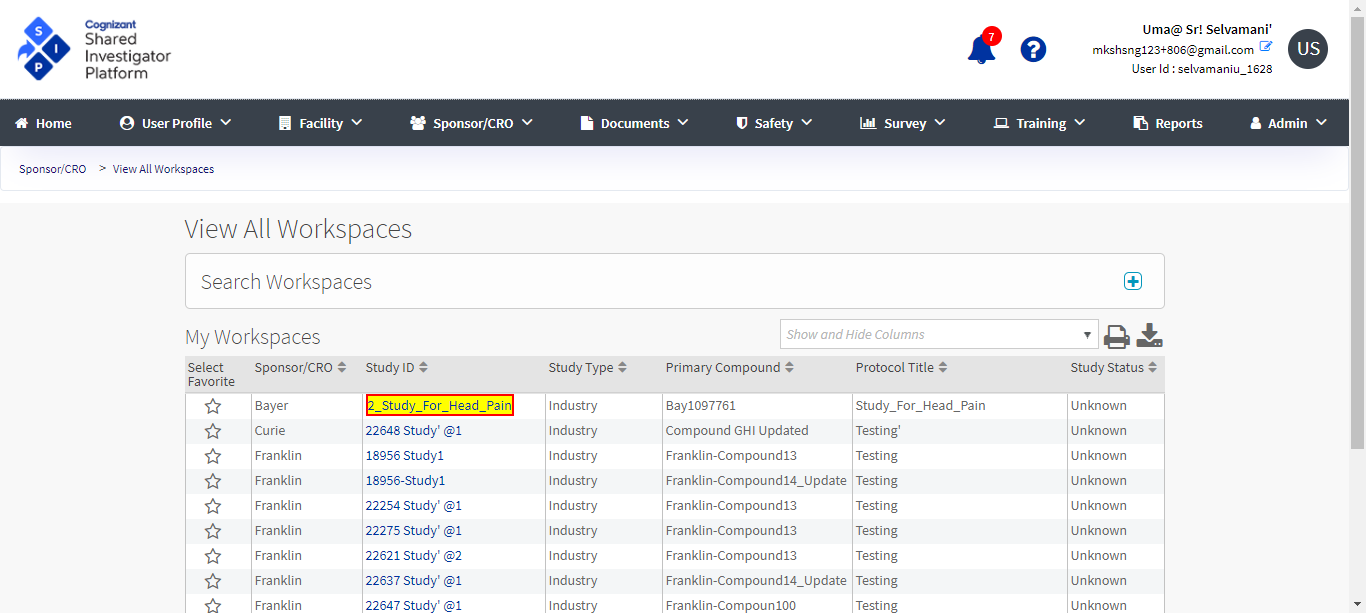 S
I
P
Cognizant
Shared
Investigator
Platform
7
?
Uma@ Sr! Selvamani'
mkshsng123+806@gmail.com
User Id : selvamaniu_1628
US
Home User Profile Facility Sponsor/CRO Documents Safety Survey Training Reports Admin
Sponsor/CRO > View All Workspaces
View All Workspaces
Search Workspaces
My Workspaces
Show and Hide Columns
Select Favorite Sponsor/CRO Study ID Study Type Primary Compound Protocol Title Study Status
Bayer 2_Study_For_Head_Pain Industry Bay1097761 Study_For_Head_Pain Unknown
Curie 22648 Study' @1 Industry Compound GHI Updated Testing' Unknown
Franklin 18956 Study1 Industry Franklin-Compound13 Testing Unknown
Franklin 18956-Study1 Industry Franklin-Compound14_Update Testing Unknown
Franklin 22254 Study' @1 Industry Franklin-Compound13 Testing Unknown
Franklin 22275 Study' @1 Industry Franklin-Compound13 Testing Unknown
Franklin 22621 Study' @2 Industry Franklin-Compound13 Testing Unknown
Franklin 22637 Study' @1 Industry Franklin-Compound14_Update Testing Unknown
Franklin 22647 Study' @1 Industry Franklin-Compoun100 Testing Unknown